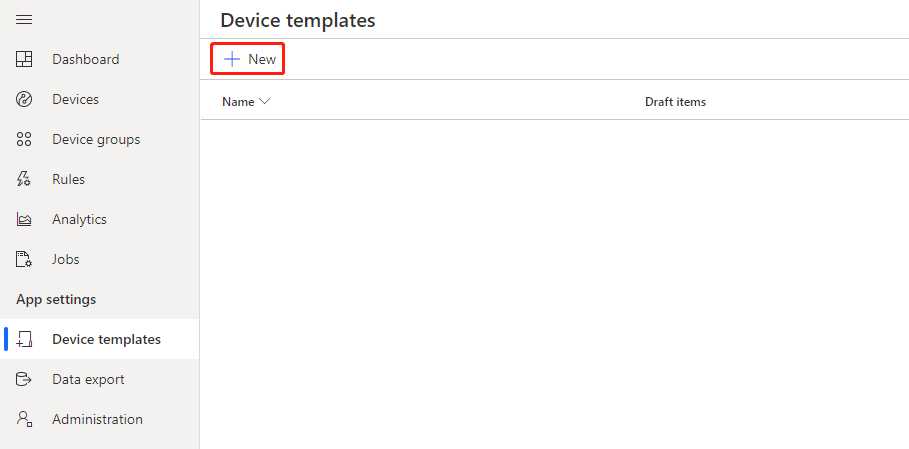 Device templates
New
Name
Draft items
Dashboard
Devices
Device groups
Rules
Analytics
Jobs
App settings
Device templates
Data export
Administration